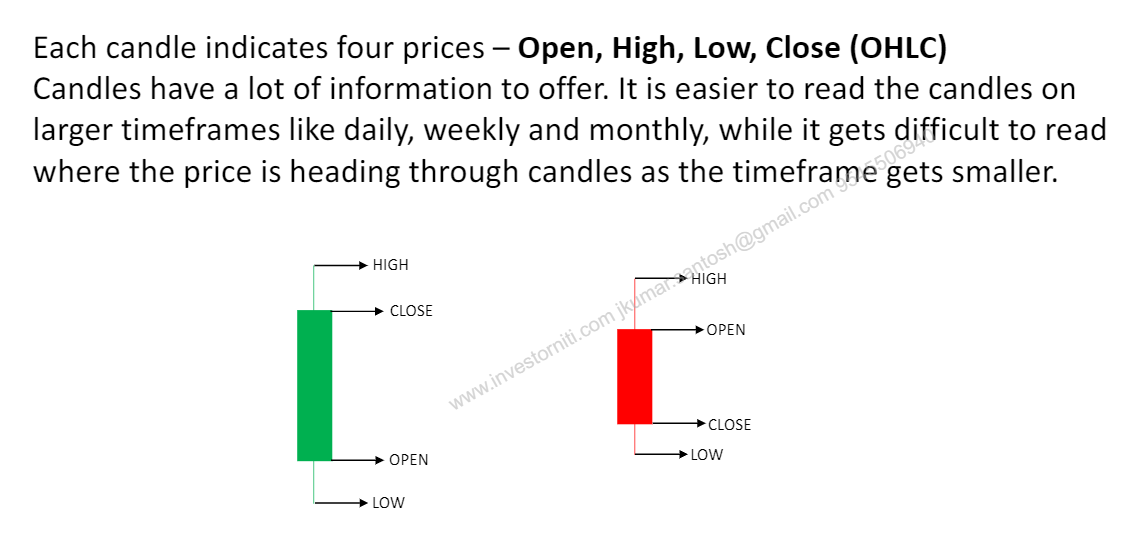 Each candle indicates four prices – Open, High, Low, Close (OHLC)
Candles have a lot of information to offer. It is easier to read the candles on
larger timeframes like daily, weekly and monthly, while it gets difficult to read
where the price is heading through candles as the timeframe gets smaller.
HIGH
CLOSE
OPEN
LOW
HIGH
OPEN
CLOSE
LOW
www.investorniti.com